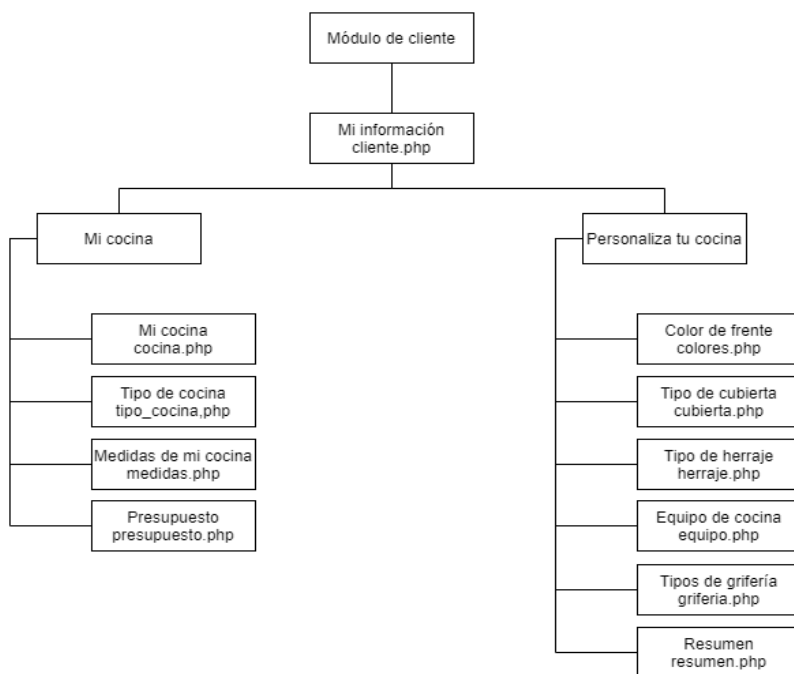 Módulo de cliente
Mi información
cliente.php
Mi cocina
Personaliza tu cocina
Mi cocina
cocina.php
Tipo de cocina
tipo_cocina,php
Medidas de mi cocina
medidas.php
Presupuesto
presupuesto.php
Color de frente
colores.php
Tipo de cubierta
cubierta.php
Tipo de herraje
herraje.php
Equipo de cocina
equipo.php
Tipos de grifería
griferia.php
Resumen
resumen.php